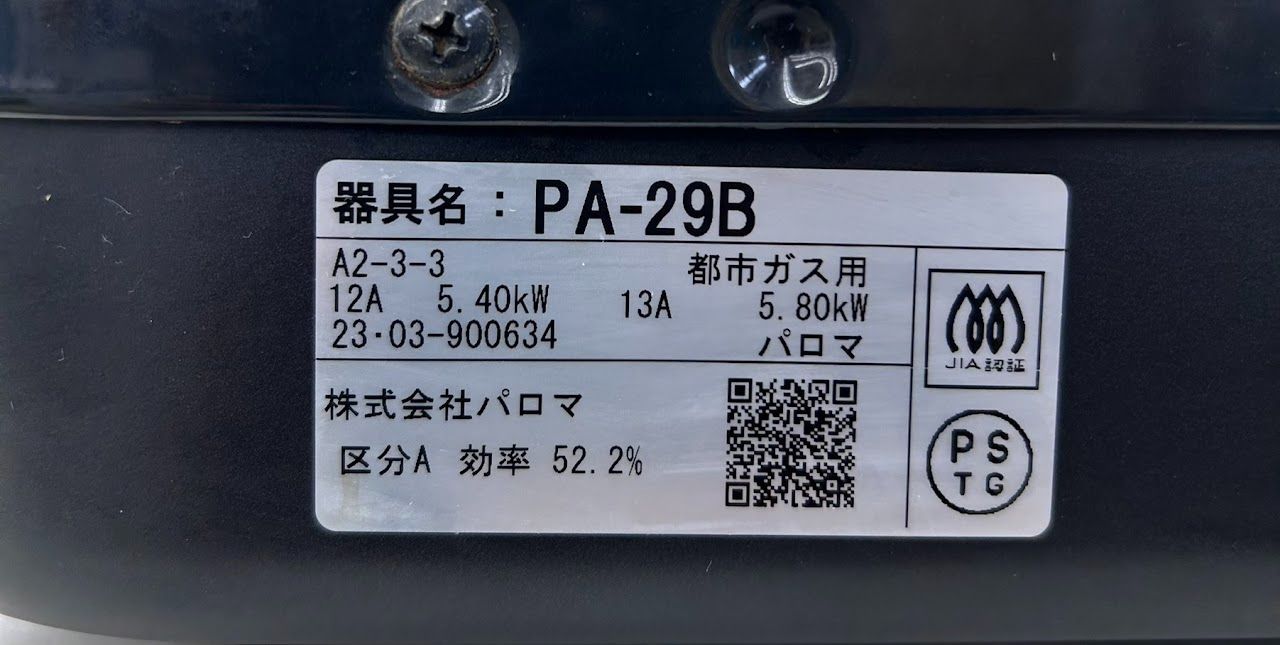 器具名：PA-29B
A2-3-3 都市ガス用
12A 5.40kW 13A 5.80kW
23・03-900634 パロマ
株式会社パロマ
区分A 効率 52.2%
JIA認証
PS
TG